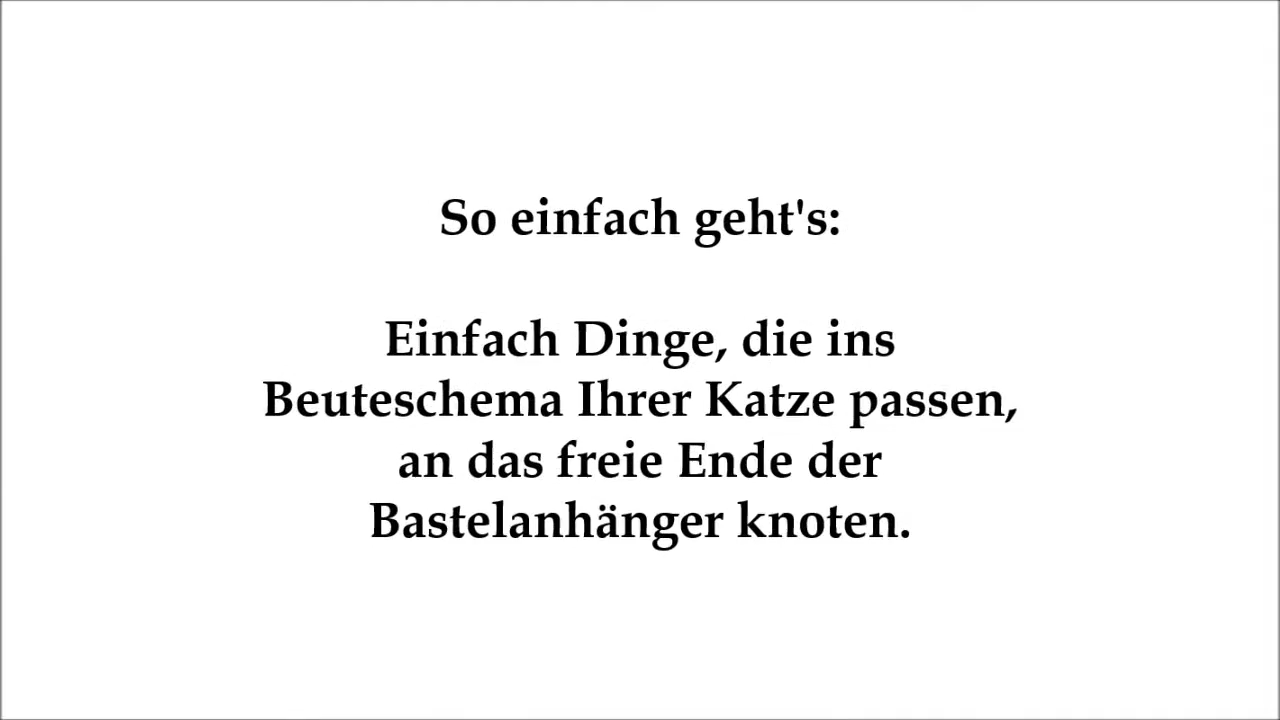 So einfach geht's:
Einfach Dinge, die ins
Beuteschema Ihrer Katze passen,
an das freie Ende der
Bastelanhänger knoten.